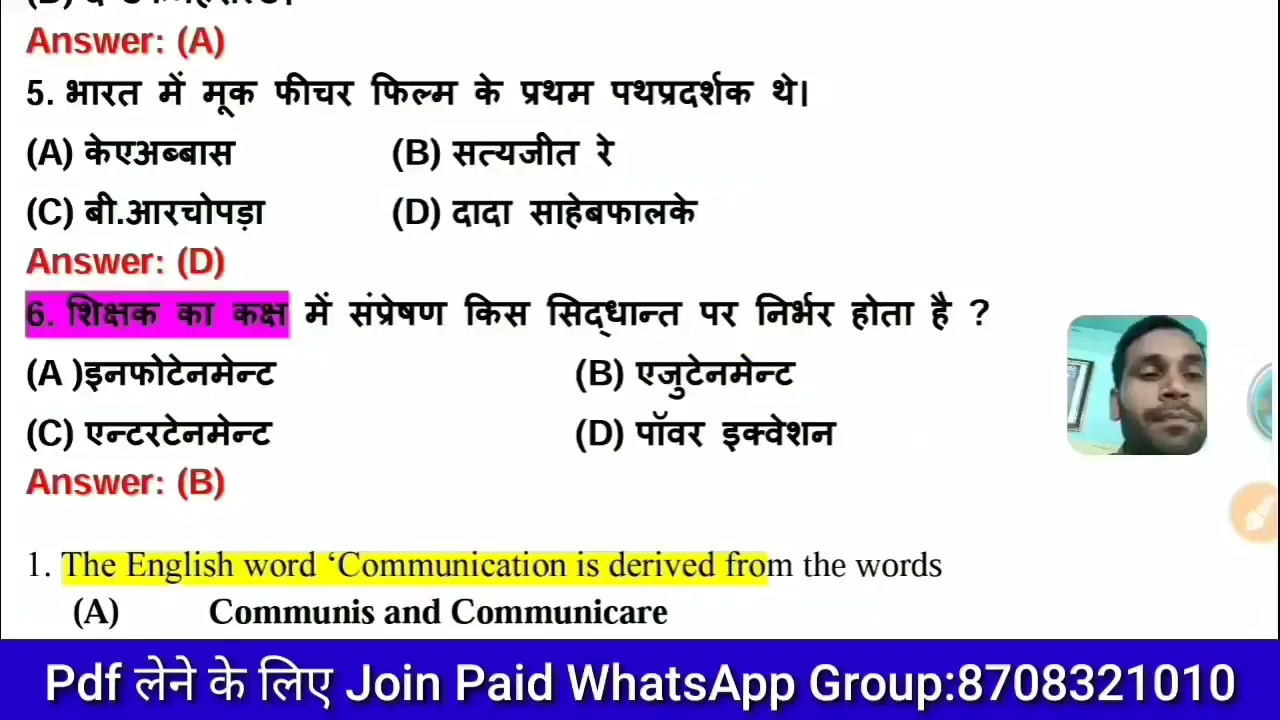 Answer: (A)
5. भारत में मूक फीचर फिल्म के प्रथम पथप्रदर्शक थे।
(A) केएअब्बास (B) सत्यजीत रे
(C) बी.आरचोपड़ा (D) दादा साहेबफालके
Answer: (D)
6. शिक्षक का कक्ष में संप्रेषण किस सिद्धान्त पर निर्भर होता है ?
(A )इनफोटेनमेन्ट (B) एजुटेनमेन्ट
(C) एन्टरटेनमेन्ट (D) पॉवर इक्वेशन
Answer: (B)
1. The English word ‘Communication is derived from the words
(A) Communis and Communicare
Pdf लेने के लिए Join Paid WhatsApp Group:8708321010